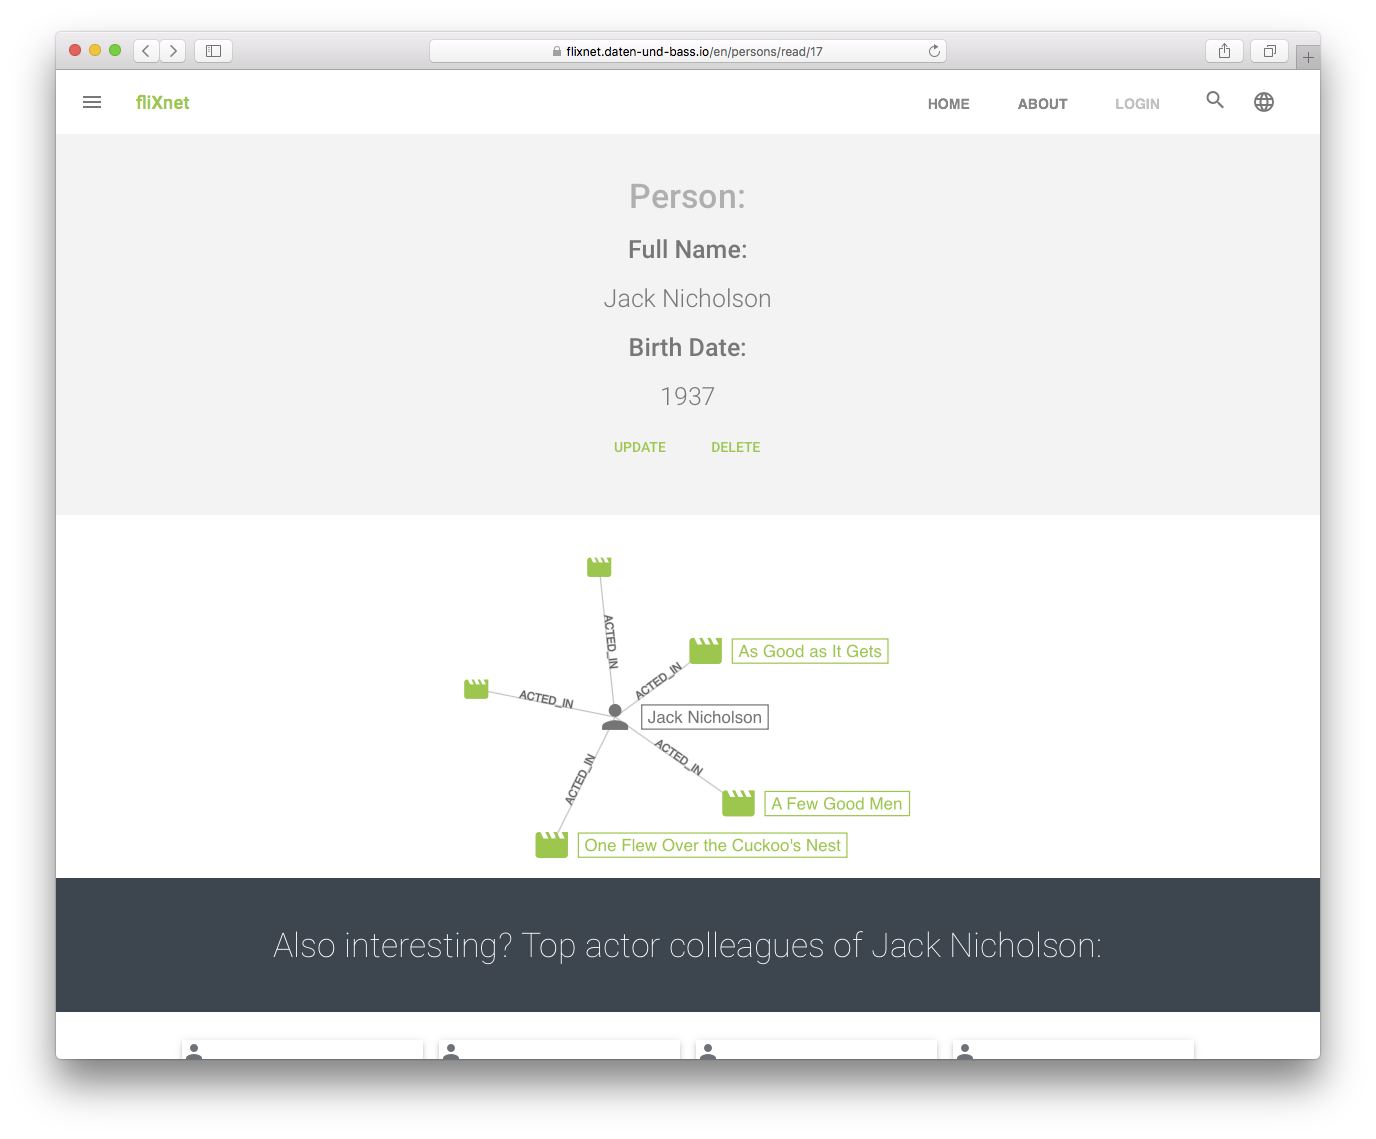 flixnet.daten-und-bass.io/en/persons/read/17
fliXnet
HOME
ABOUT
LOGIN
Person:
Full Name:
Jack Nicholson
Birth Date:
1937
UPDATE
DELETE
ACTED_IN
As Good as It Gets
ACTED_IN
ACTED_IN
Jack Nicholson
ACTED_IN
ACTED_IN
A Few Good Men
One Flew Over the Cuckoo's Nest
Also interesting? Top actor colleagues of Jack Nicholson: